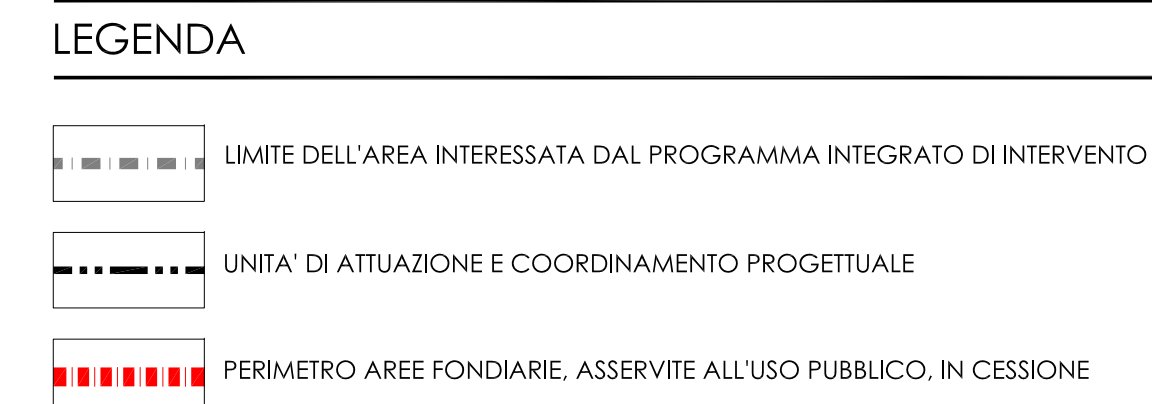 LEGENDA
LIMITE DELL'AREA INTERESSATA DAL PROGRAMMA INTEGRATO DI INTERVENTO
UNITA' DI ATTUAZIONE E COORDINAMENTO PROGETTUALE
PERIMETRO AREE FONDIARIE, ASSERVITE ALL'USO PUBBLICO, IN CESSIONE